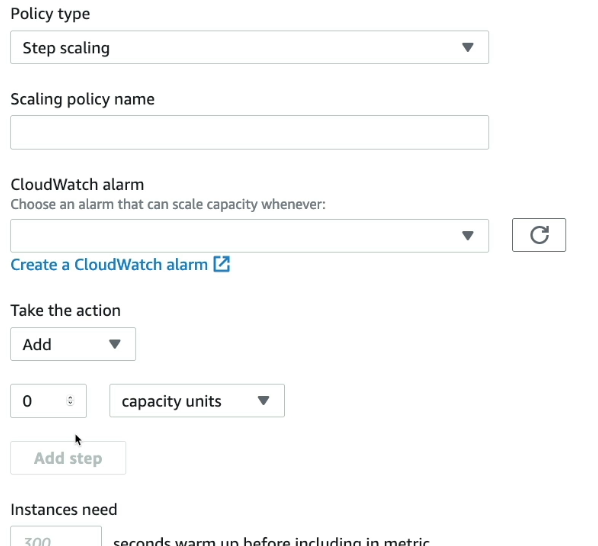 Policy type
Step scaling
Scaling policy name
CloudWatch alarm
Choose an alarm that can scale capacity whenever:
Create a CloudWatch alarm
Take the action
Add
0 capacity units
Add step
Instances need
300 seconds warm up before including in metric